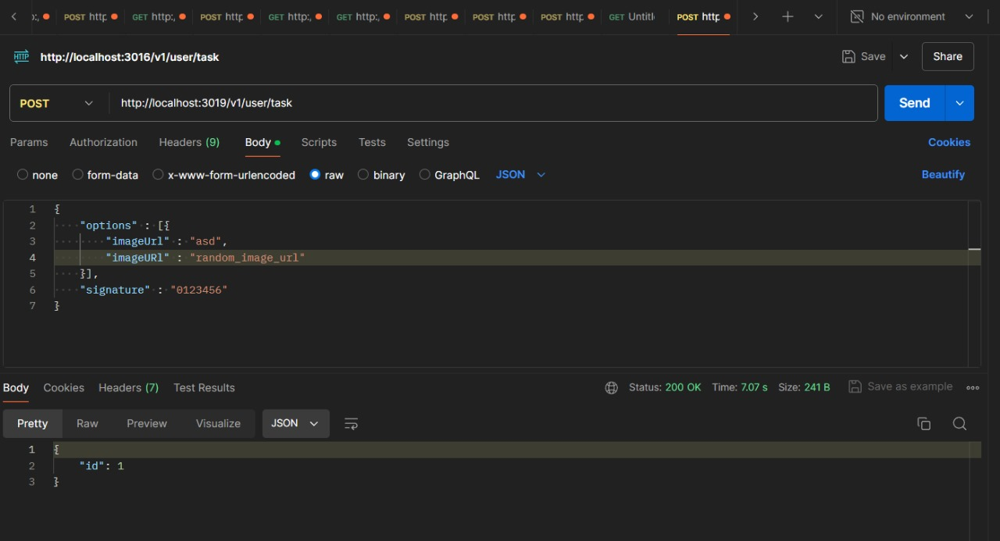 POST http GET http:, POST http GET http:, GET http:, POST http POST http POST http GET Untitl POST http No environment
HTTP http://localhost:3016/v1/user/task Save Share
POST http://localhost:3019/v1/user/task Send
Params Authorization Headers (9) Body Scripts Tests Settings Cookies
none form-data x-www-form-urlencoded raw binary GraphQL JSON Beautify
1 {
2 "options" : [{
3 "imageUrl" : "asd",
4 "imageURl" : "random_image_url"
5 }],
6 "signature" : "0123456"
7 }
Body Cookies Headers (7) Test Results Status: 200 OK Time: 7.07 s Size: 241 B Save as example
Pretty Raw Preview Visualize JSON
1 {
2 "id": 1
3 }